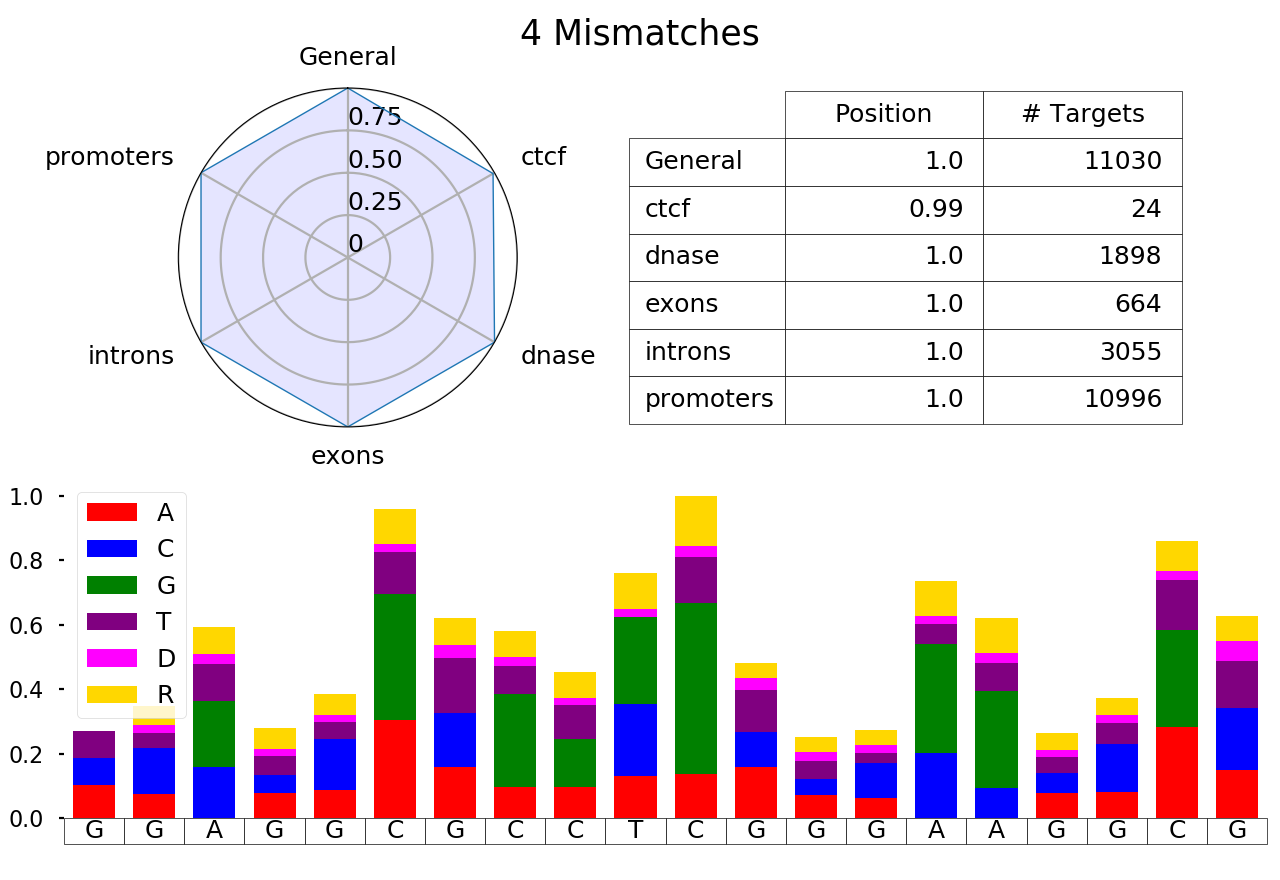 4 Mismatches
General
promoters
ctcf
0.75
0.50
0.25
0
introns
dnase
exons
Position # Targets
General 1.0 11030
ctcf 0.99 24
dnase 1.0 1898
exons 1.0 664
introns 1.0 3055
promoters 1.0 10996
1.0
0.8
0.6
0.4
0.2
0.0
A
C
G
T
D
R
G G A G G C G C C T C G G G A A G G C G